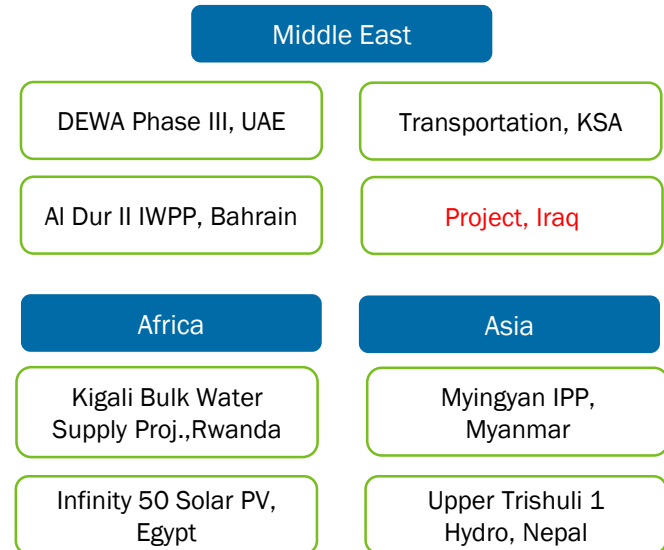 Middle East
DEWA Phase III, UAE
Transportation, KSA
Al Dur II IWPP, Bahrain
Project, Iraq
Africa
Asia
Kigali Bulk Water
Supply Proj.,Rwanda
Myingyan IPP,
Myanmar
Infinity 50 Solar PV,
Egypt
Upper Trishuli 1
Hydro, Nepal